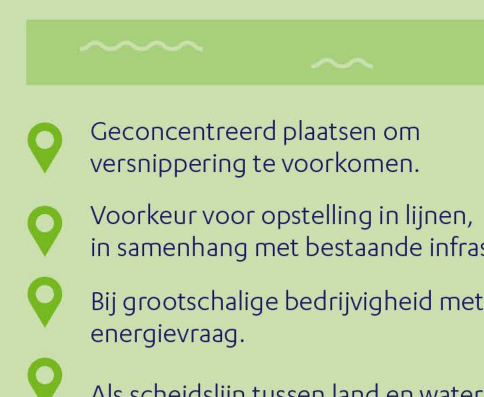 Geconcentreerd plaatsen om
versnippering te voorkomen.
Voorkeur voor opstelling in lijnen,
in samenhang met bestaande infras
Bij grootschalige bedrijvigheid met
energievraag.
Als scheidslijn tussen land en water